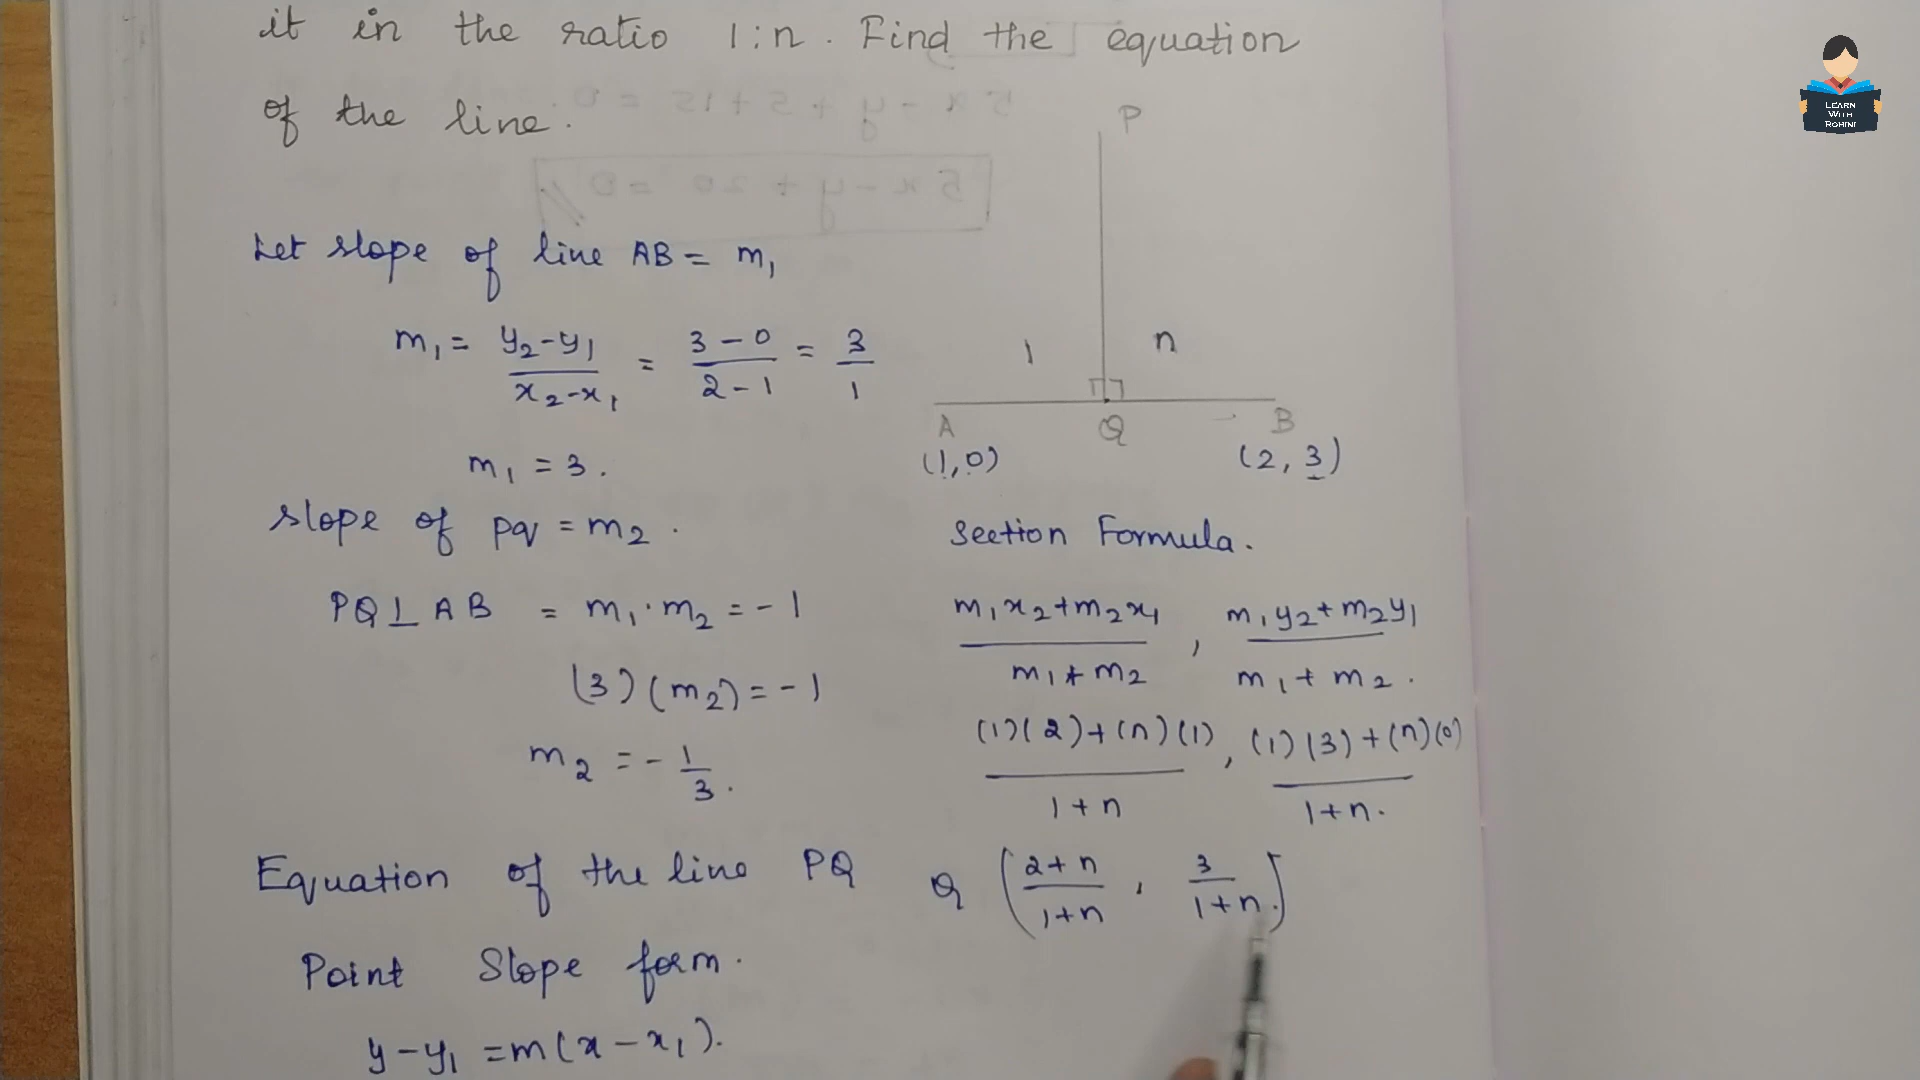 it in the ratio 1:n. Find the equation
of the line.
Let slope of line AB = m₁
m₁ = y₂-y₁ / x₂-x₁ = 3-0 / 2-1 = 3 / 1
m₁ = 3.
slope of pq = m₂.
PQ ⊥ AB = m₁·m₂ = -1
(3)(m₂) = -1
m₂ = -1/3.
Equation of the line PQ
Point Slope form.
y-y₁ = m(x-x₁).
P
1 n
A Q B
(1,0) (2,3)
Section Formula.
m₁x₂+m₂x₁ / m₁+m₂ , m₁y₂+m₂y₁ / m₁+m₂.
(1)(2)+(n)(1) / 1+n , (1)(3)+(n)(0) / 1+n.
Q (2+n / 1+n , 3 / 1+n.)
LEARN
WITH
ROHINI